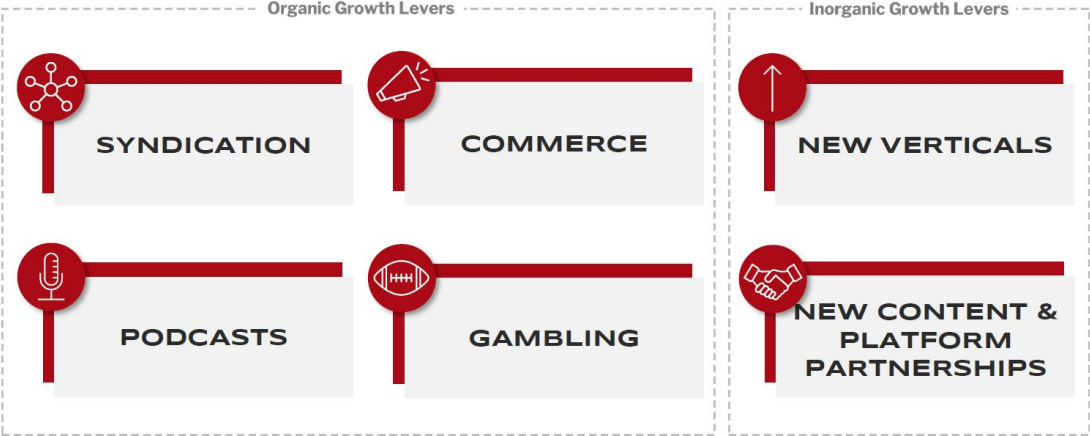 Organic Growth Levers
Inorganic Growth Levers
SYNDICATION
COMMERCE
NEW VERTICALS
PODCASTS
GAMBLING
NEW CONTENT &
PLATFORM
PARTNERSHIPS